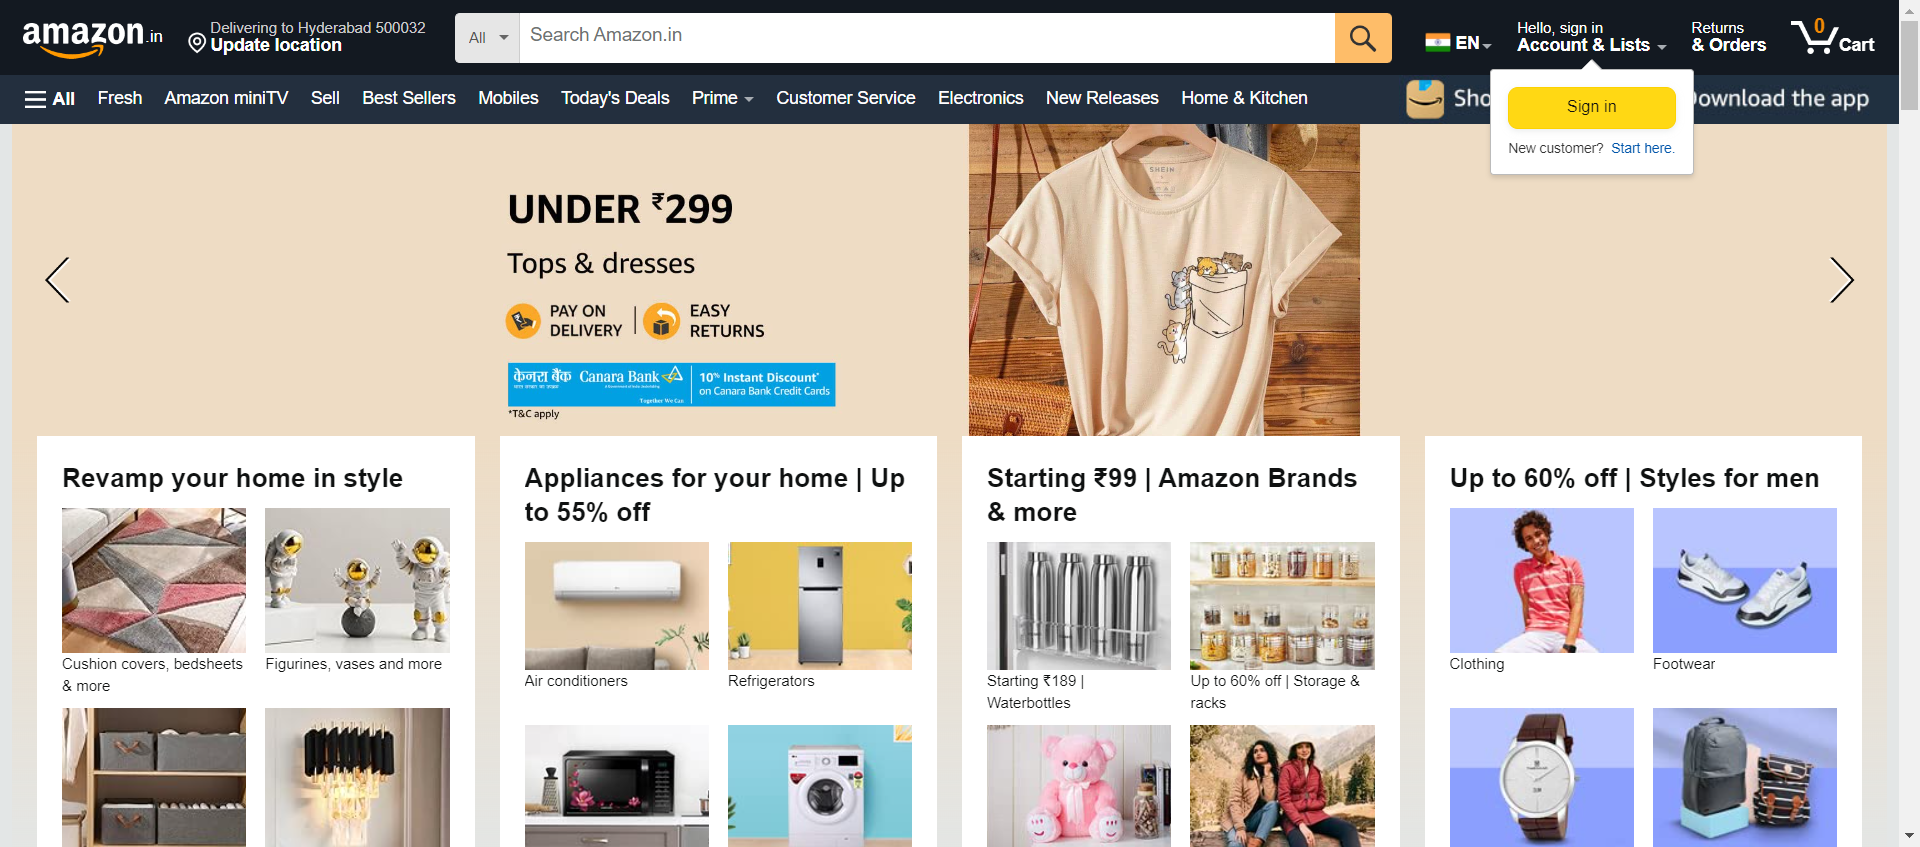 amazon.in
Delivering to Hyderabad 500032
Update location
All
Search Amazon.in
EN
Hello, sign in
Account & Lists
Returns
& Orders
0
Cart
All
Fresh
Amazon miniTV
Sell
Best Sellers
Mobiles
Today's Deals
Prime
Customer Service
Electronics
New Releases
Home & Kitchen
Sho
ownload the app
Sign in
New customer? Start here.
UNDER ₹299
Tops & dresses
PAY ON
DELIVERY
EASY
RETURNS
केनरा बैंक Canara Bank
Together We Can
10% Instant Discount*
on Canara Bank Credit Cards
*T&C apply
SHEIN
Revamp your home in style
Cushion covers, bedsheets
& more
Figurines, vases and more
Appliances for your home | Up
to 55% off
Air conditioners
Refrigerators
Starting ₹99 | Amazon Brands
& more
Starting ₹189 |
Waterbottles
Up to 60% off | Storage &
racks
Up to 60% off | Styles for men
Clothing
Footwear